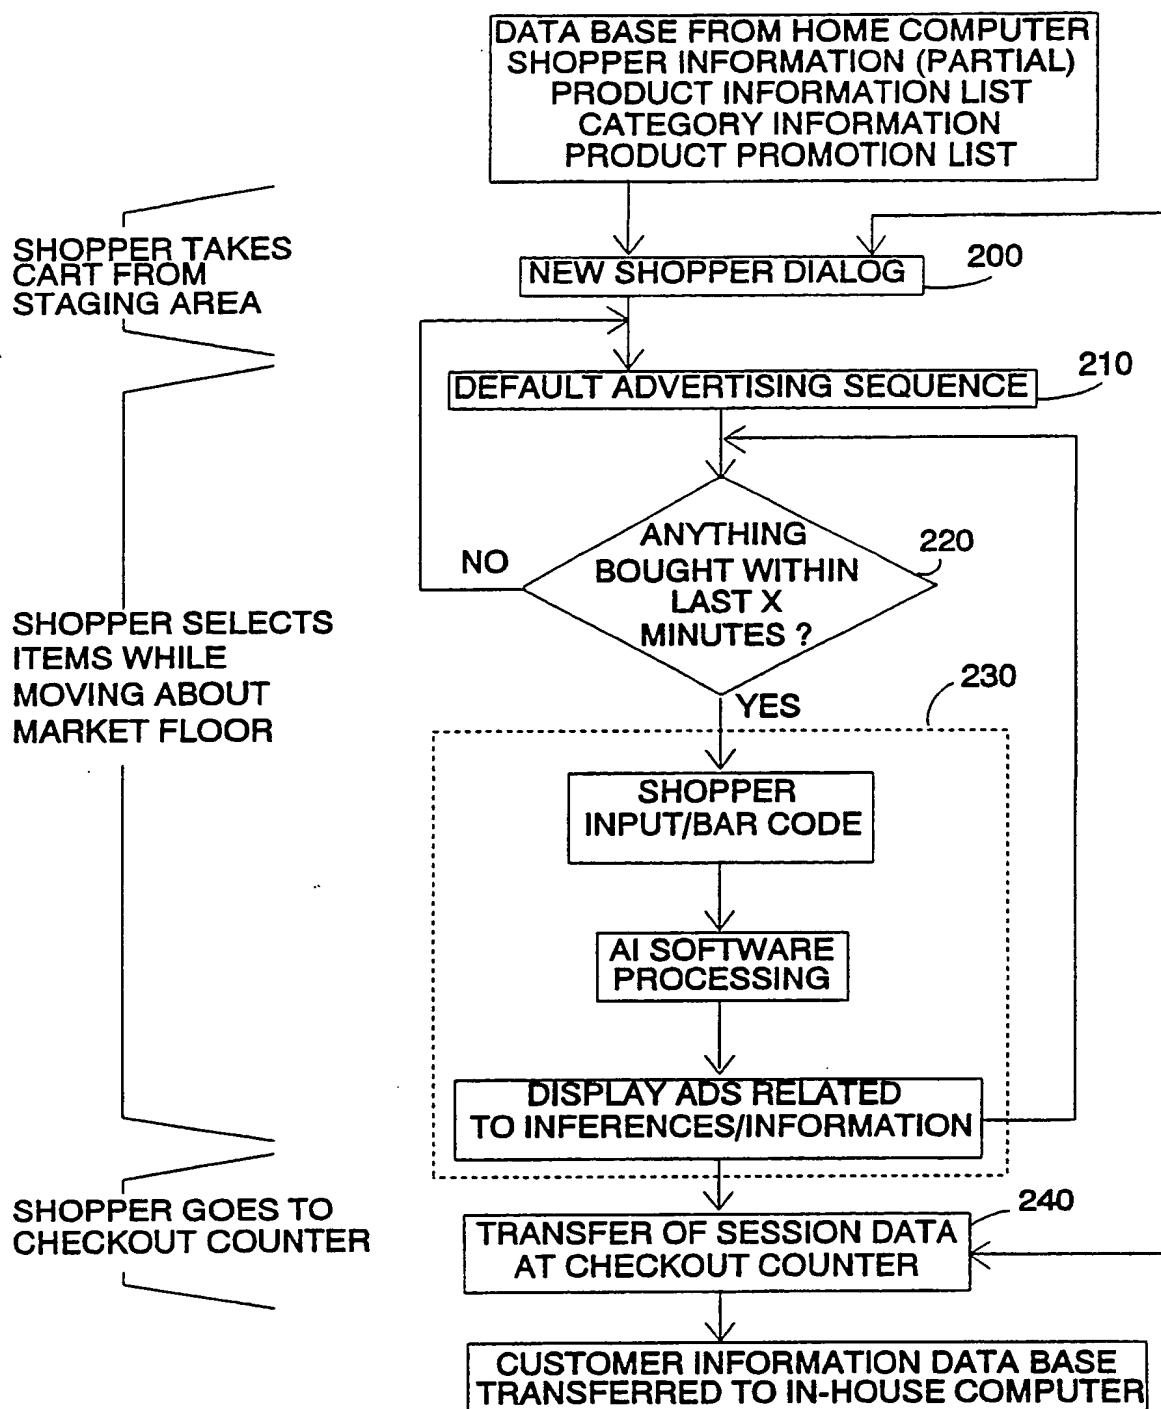 DATA BASE FROM HOME COMPUTER
SHOPPER INFORMATION (PARTIAL)
PRODUCT INFORMATION LIST
CATEGORY INFORMATION
PRODUCT PROMOTION LIST
SHOPPER TAKES
CART FROM
STAGING AREA
NEW SHOPPER DIALOG
200
DEFAULT ADVERTISING SEQUENCE
210
ANYTHING
BOUGHT WITHIN
LAST X
MINUTES ?
220
NO
YES
SHOPPER SELECTS
ITEMS WHILE
MOVING ABOUT
MARKET FLOOR
230
SHOPPER
INPUT/BAR CODE
AI SOFTWARE
PROCESSING
DISPLAY ADS RELATED
TO INFERENCES/INFORMATION
SHOPPER GOES TO
CHECKOUT COUNTER
240
TRANSFER OF SESSION DATA
AT CHECKOUT COUNTER
CUSTOMER INFORMATION DATA BASE
TRANSFERRED TO IN-HOUSE COMPUTER